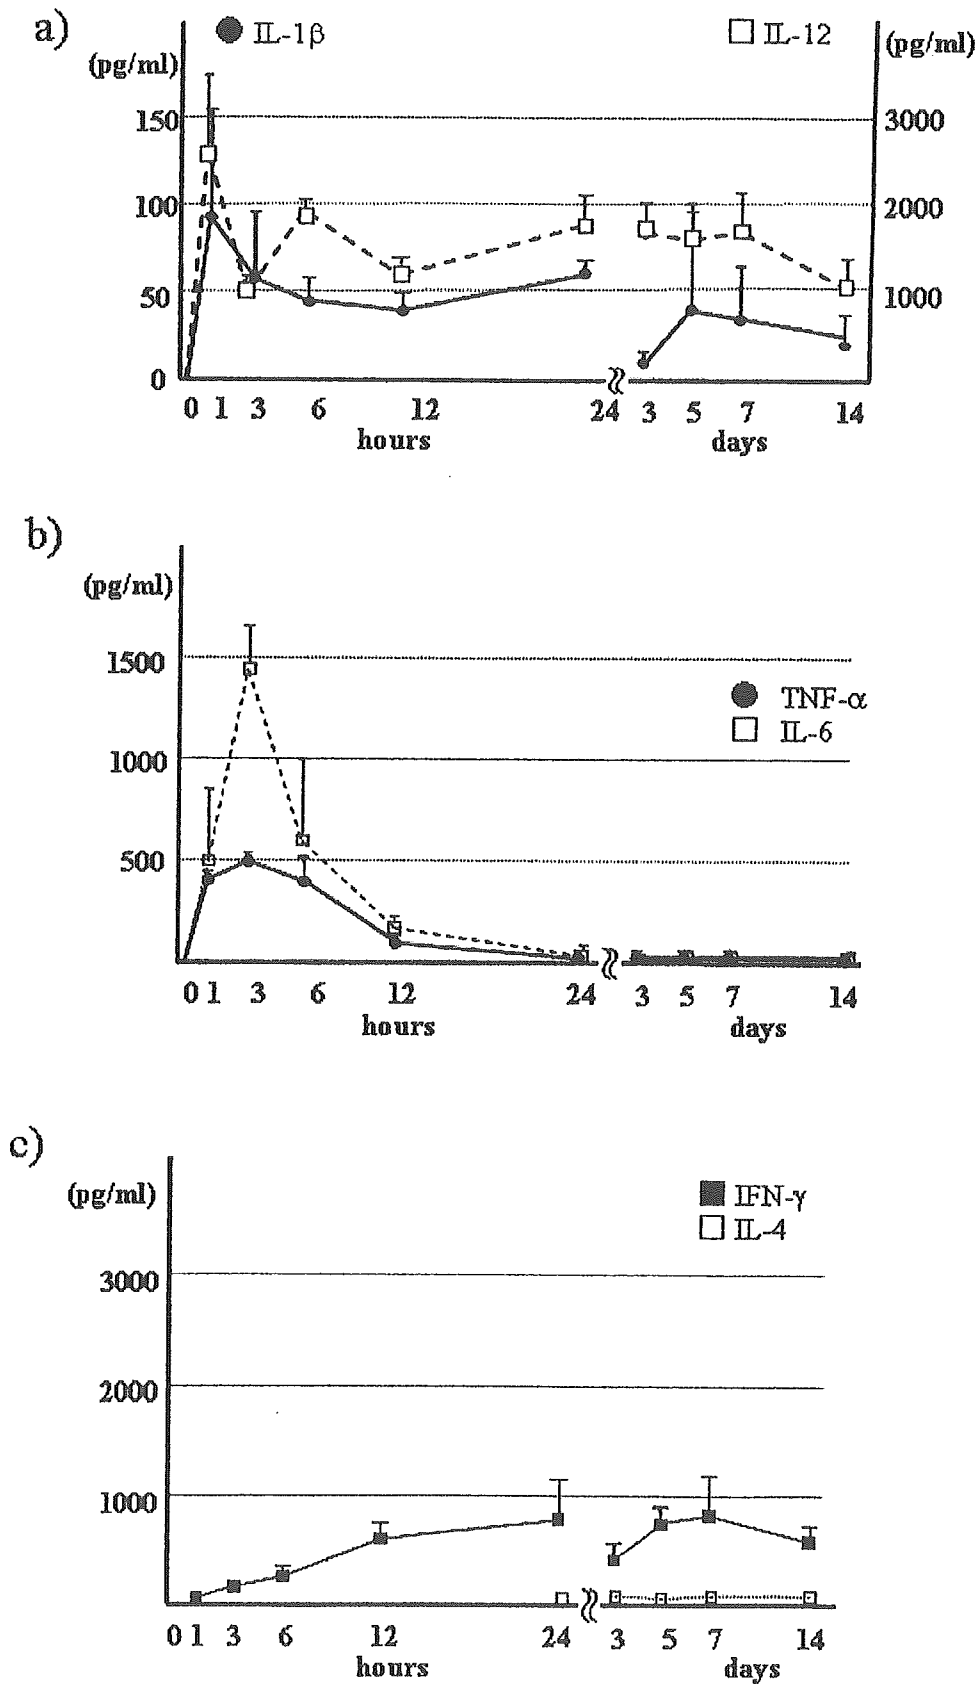 a)
IL-1β
IL-12
(pg/ml)
(pg/ml)
150
3000
100
2000
50
1000
0
0 1 3 6 12 24 3 5 7 14
hours days
b)
(pg/ml)
1500
TNF-α
IL-6
1000
500
0 1 3 6 12 24 3 5 7 14
hours days
c)
(pg/ml)
IFN-γ
IL-4
3000
2000
1000
0 1 3 6 12 24 3 5 7 14
hours days